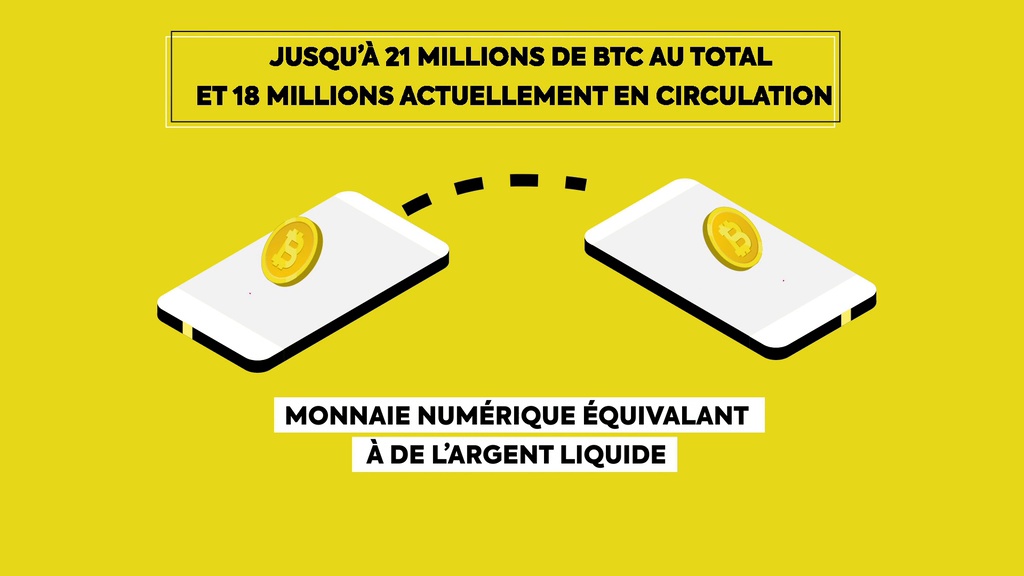 JUSQU’À 21 MILLIONS DE BTC AU TOTAL
ET 18 MILLIONS ACTUELLEMENT EN CIRCULATION
MONNAIE NUMÉRIQUE ÉQUIVALANT
À DE L’ARGENT LIQUIDE